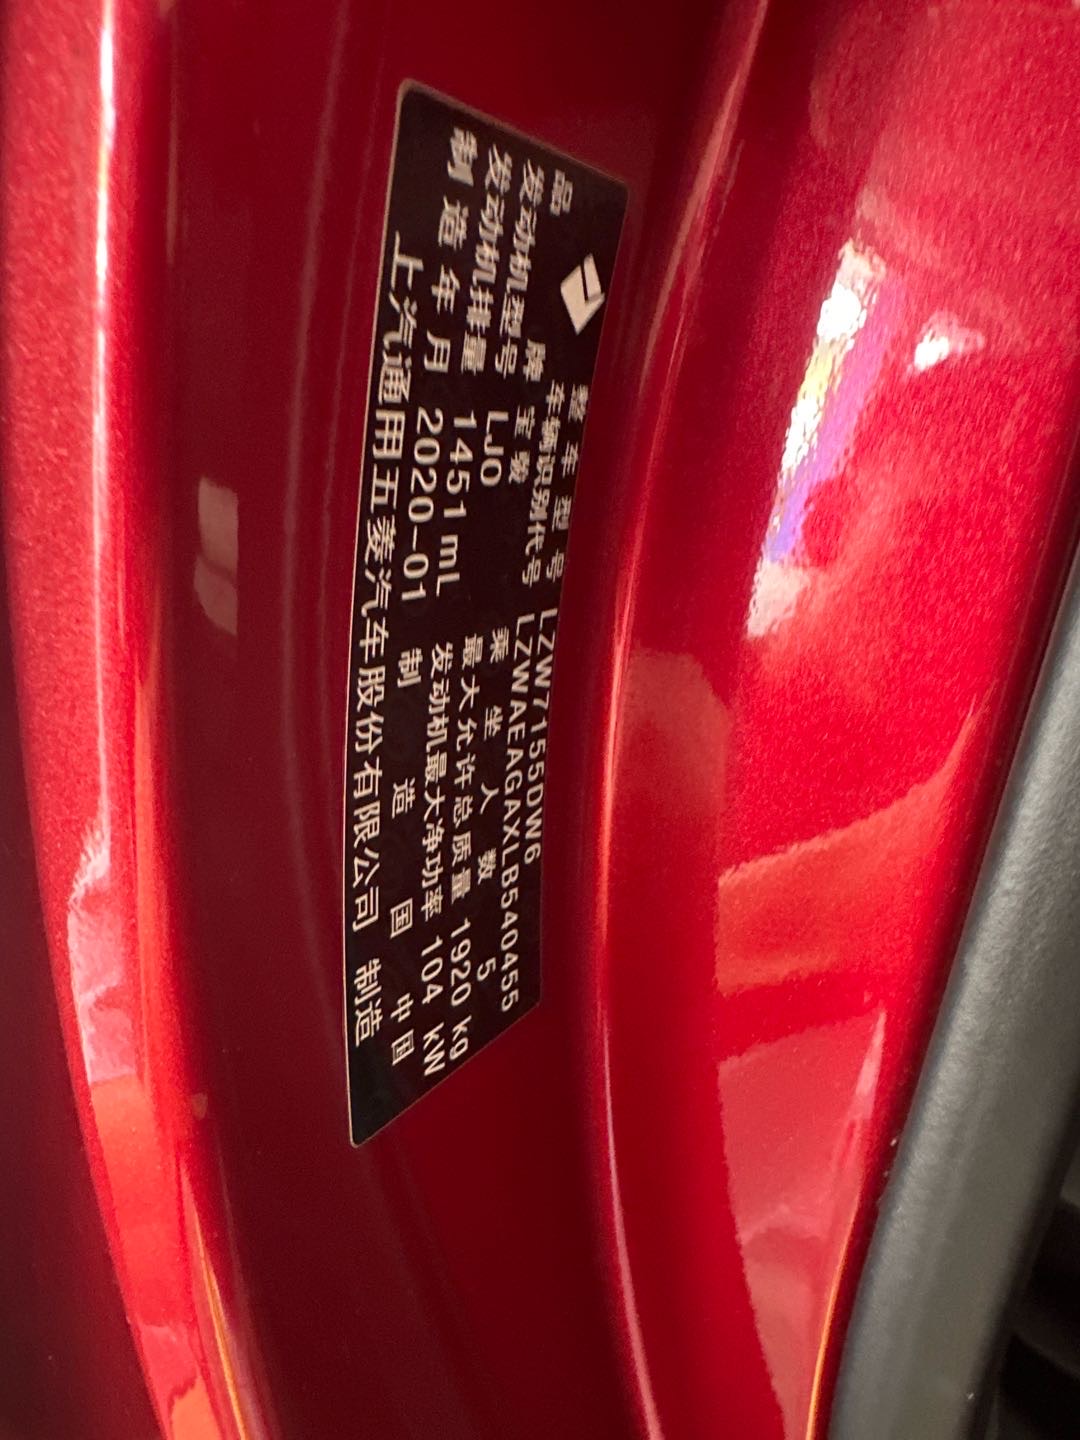 整车型号 LZW7155DW6
车辆识别代号 LZWAEAGAXLB540455
品牌 宝骏 乘坐人数 5
发动机型号 LJO 最大允许总质量 1920 kg
发动机排量 1451 mL 发动机最大净功率 104 kW
制造年月 2020-01 制造国 中国
上汽通用五菱汽车股份有限公司 制造